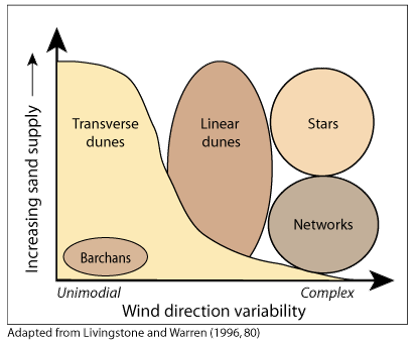 Increasing sand supply
Transverse
dunes
Linear
dunes
Stars
Networks
Barchans
Unimodial
Complex
Wind direction variability
Adapted from Livingstone and Warren (1996, 80)